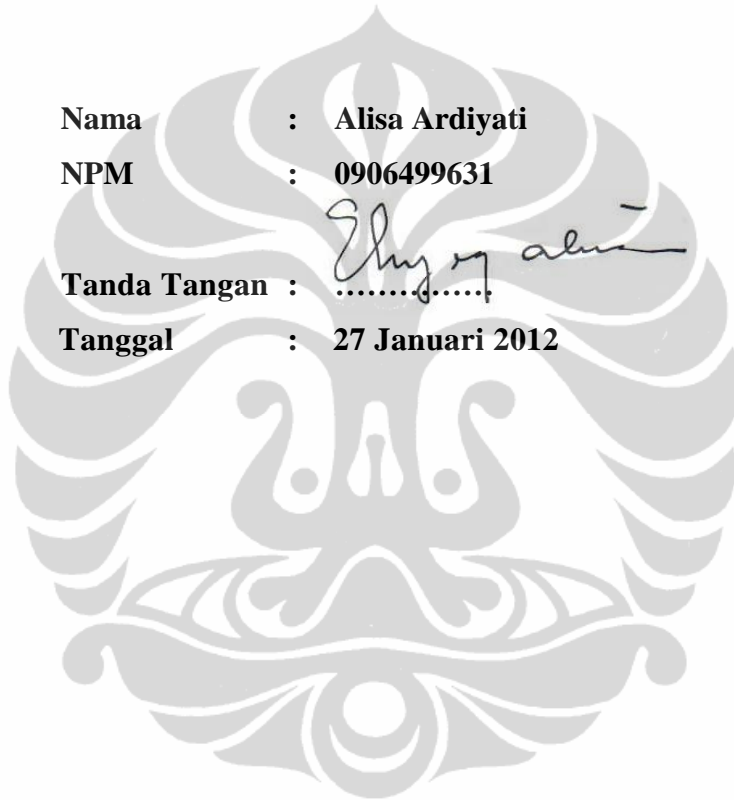 Nama : Alisa Ardiyati
NPM : 0906499631
Tanda Tangan : ...............
Tanggal : 27 Januari 2012